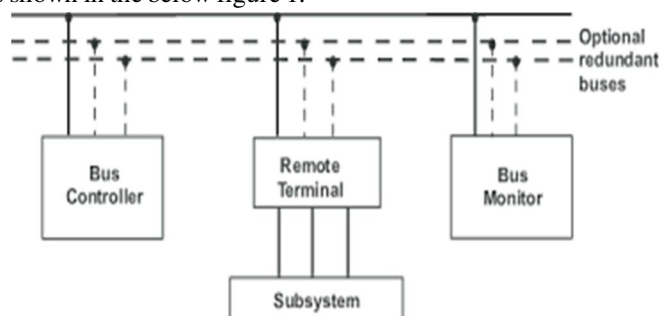 shown in the below figure 1.
Optional
redundant
buses
Bus
Controller
Remote
Terminal
Bus
Monitor
Subsystem